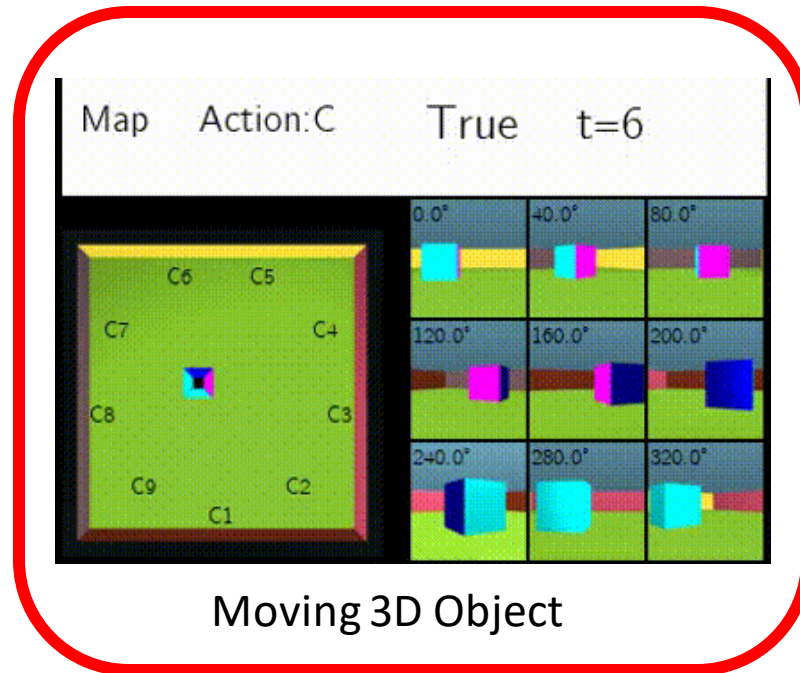 Map Action:C True t=6
C6 C5
C7 C4
C8 C3
C9 C2
C1
0.0° 40.0° 80.0°
120.0° 160.0° 200.0°
240.0° 280.0° 320.0°
Moving 3D Object